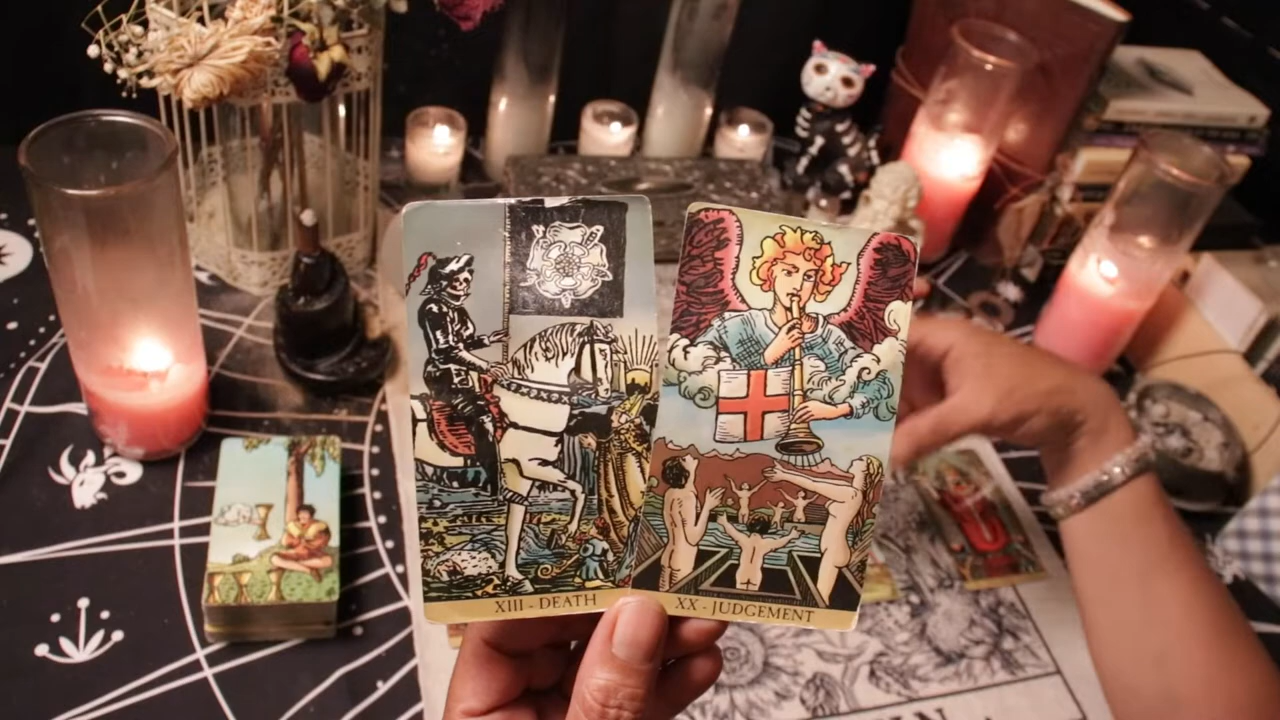 XIII - DEATH
XX - JUDGEMENT